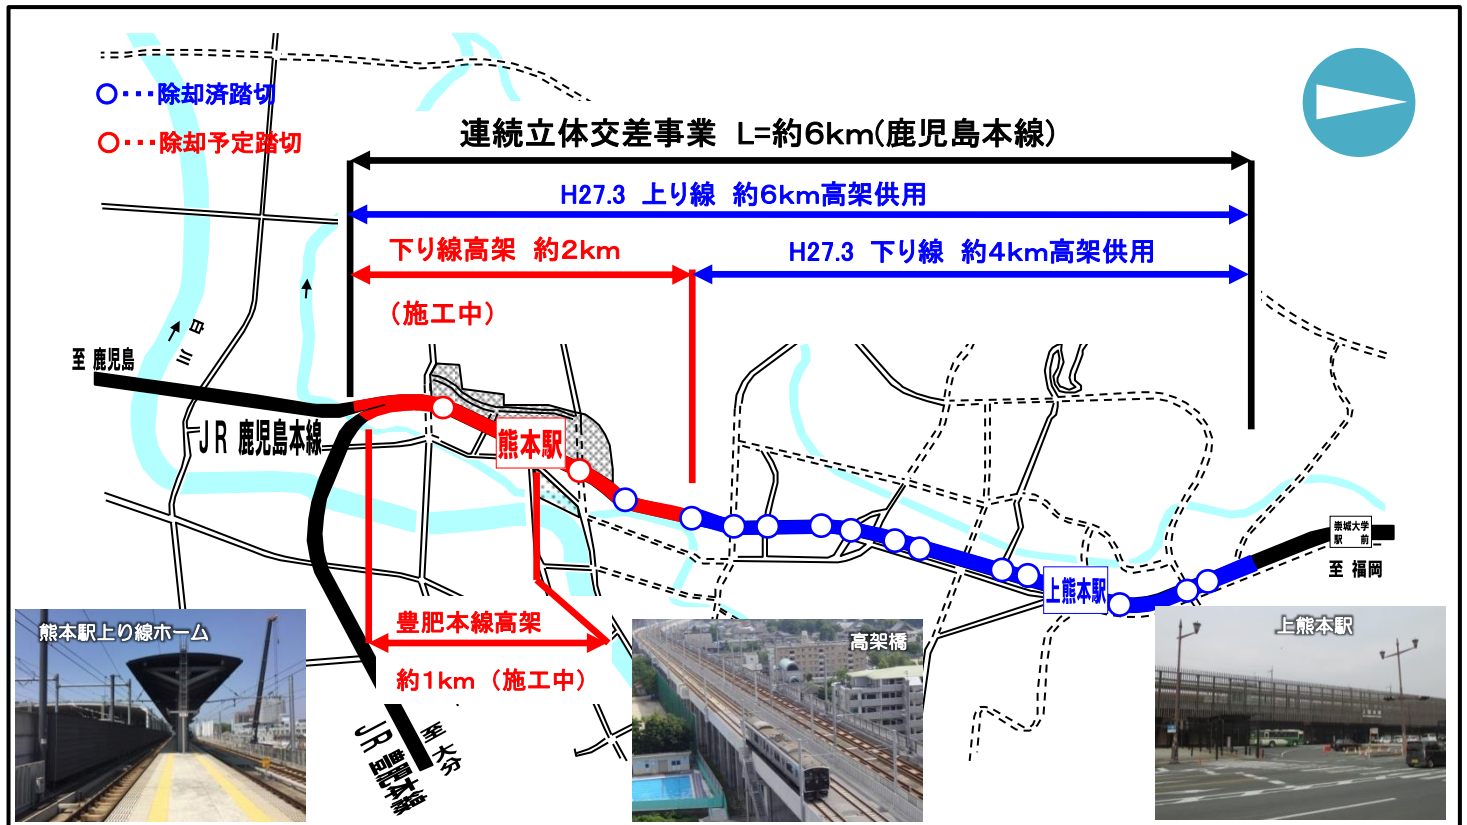 ○・・・除却済踏切
○・・・除却予定踏切
連続立体交差事業 L=約6km(鹿児島本線)
H27.3 上り線 約6km高架供用
下り線高架 約2km
(施工中)
H27.3 下り線 約4km高架供用
白川
至 鹿児島
JR 鹿児島本線
熊本駅
上熊本駅
崇城大学
駅 前
至 福岡
豊肥本線高架
約1km (施工中)
至 大分
JR 豊肥本線
熊本駅上り線ホーム
高架橋
上熊本駅